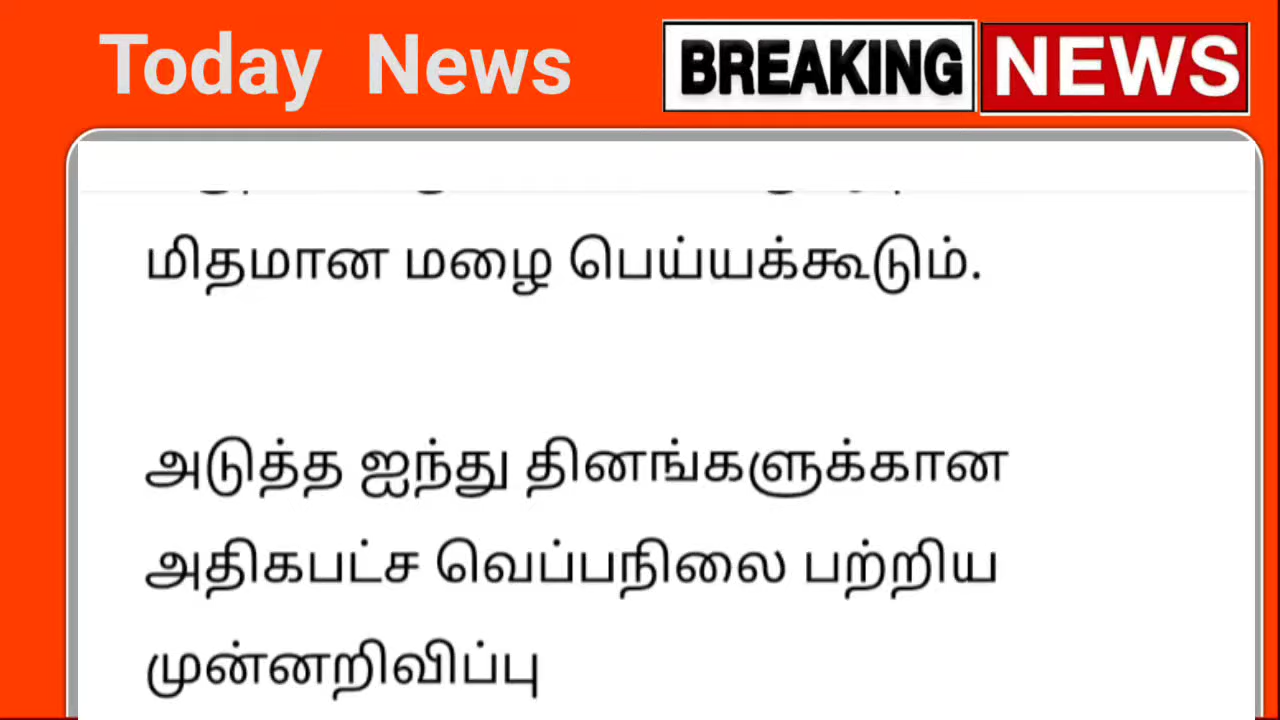 Today News
BREAKING NEWS
மிதமான மழை பெய்யக்கூடும்.
அடுத்த ஐந்து தினங்களுக்கான
அதிகபட்ச வெப்பநிலை பற்றிய
முன்னறிவிப்பு